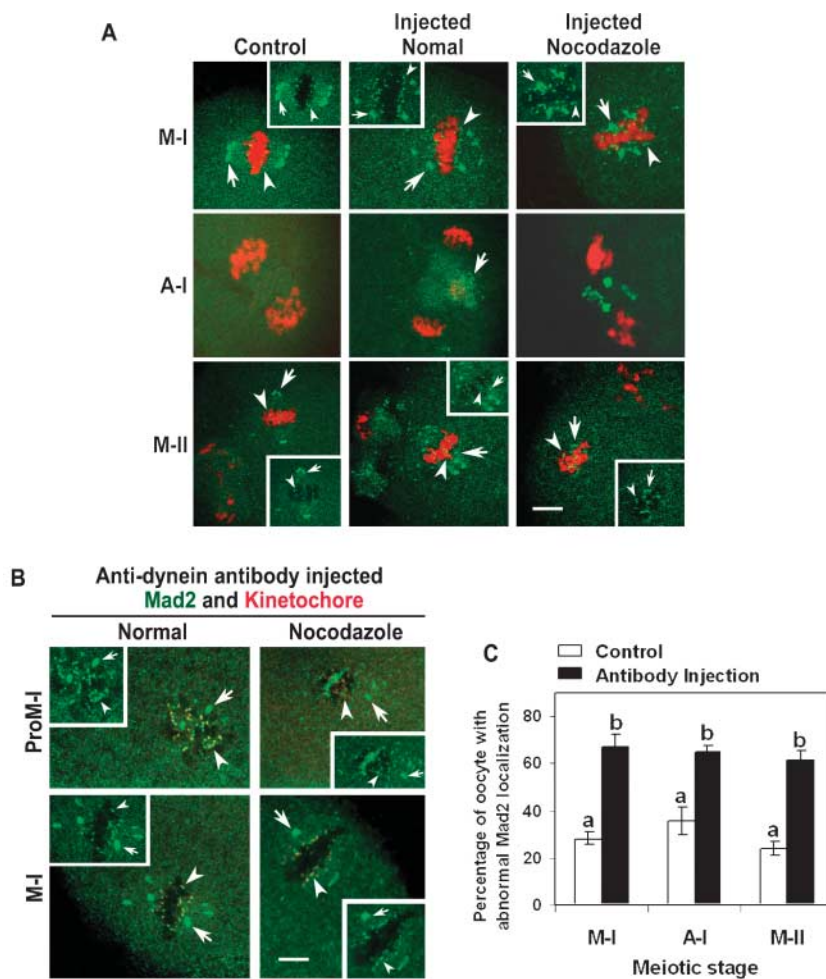 A
Control
Injected
Nomal
Injected
Nocodazole
M-I
A-I
M-II
B
Anti-dynein antibody injected
Mad2 and Kinetochore
Normal
Nocodazole
ProM-I
M-I
C
Control
Antibody Injection
Percentage of oocyte with
abnormal Mad2 localization
80
60
40
20
0
a
b
a
b
a
b
M-I
A-I
M-II
Meiotic stage